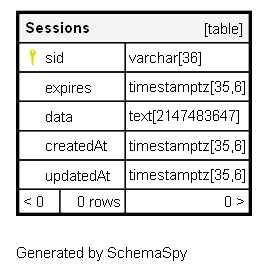 Sessions [table]
sid varchar[36]
expires timestamptz[35,6]
data text[2147483647]
createdAt timestamptz[35,6]
updatedAt timestamptz[35,6]
< 0 0 rows 0 >
Generated by SchemaSpy